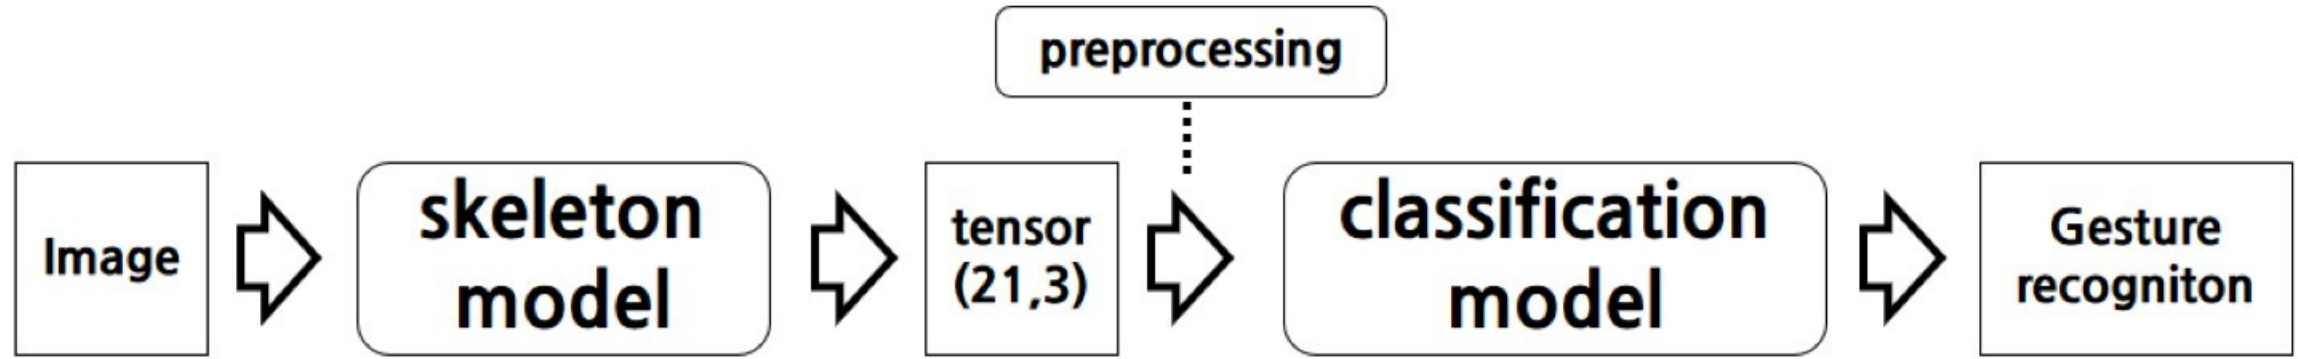 preprocessing
Image
skeleton
model
tensor
(21,3)
classification
model
Gesture
recogniton